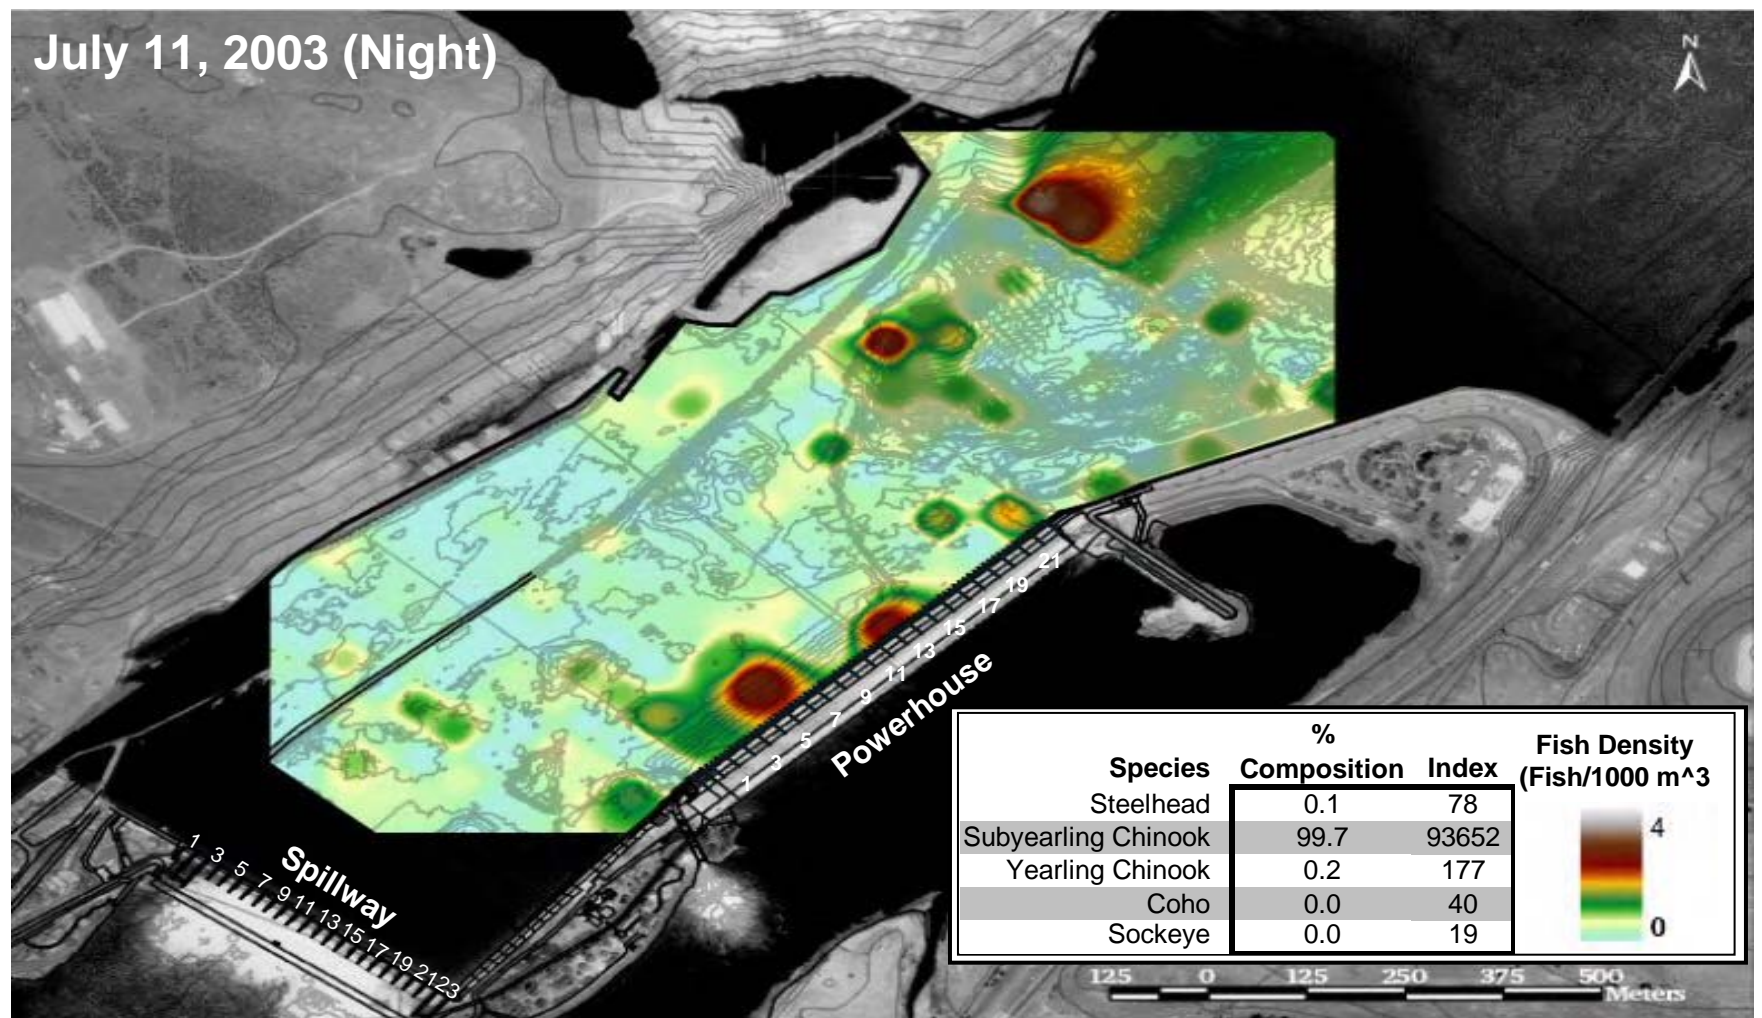 July 11, 2003 (Night)
N
21
19
17
15
13
11
9
7
5
3
1
Powerhouse
Spillway
1 3 5 7 9 11 13 15 17 19 21 23
%
Species Composition Index
Steelhead 0.1 78
Subyearling Chinook 99.7 93652
Yearling Chinook 0.2 177
Coho 0.0 40
Sockeye 0.0 19
Fish Density
(Fish/1000 m^3
4
0
125 0 125 250 375 500
Meters